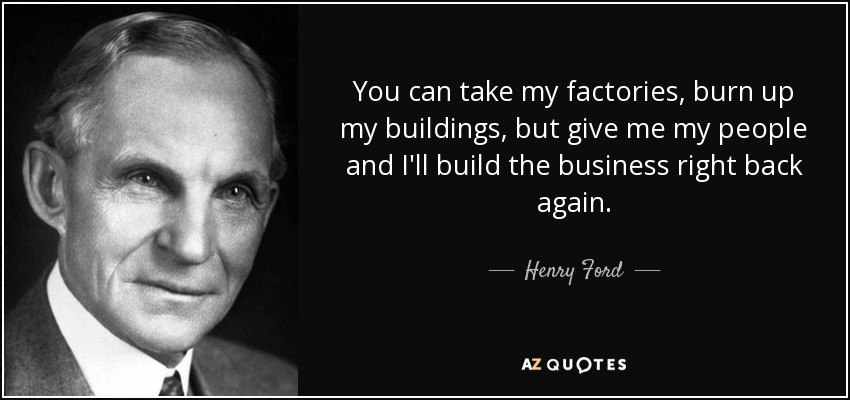 You can take my factories, burn up
my buildings, but give me my people
and I'll build the business right back
again.
Henry Ford
AZ QUOTES